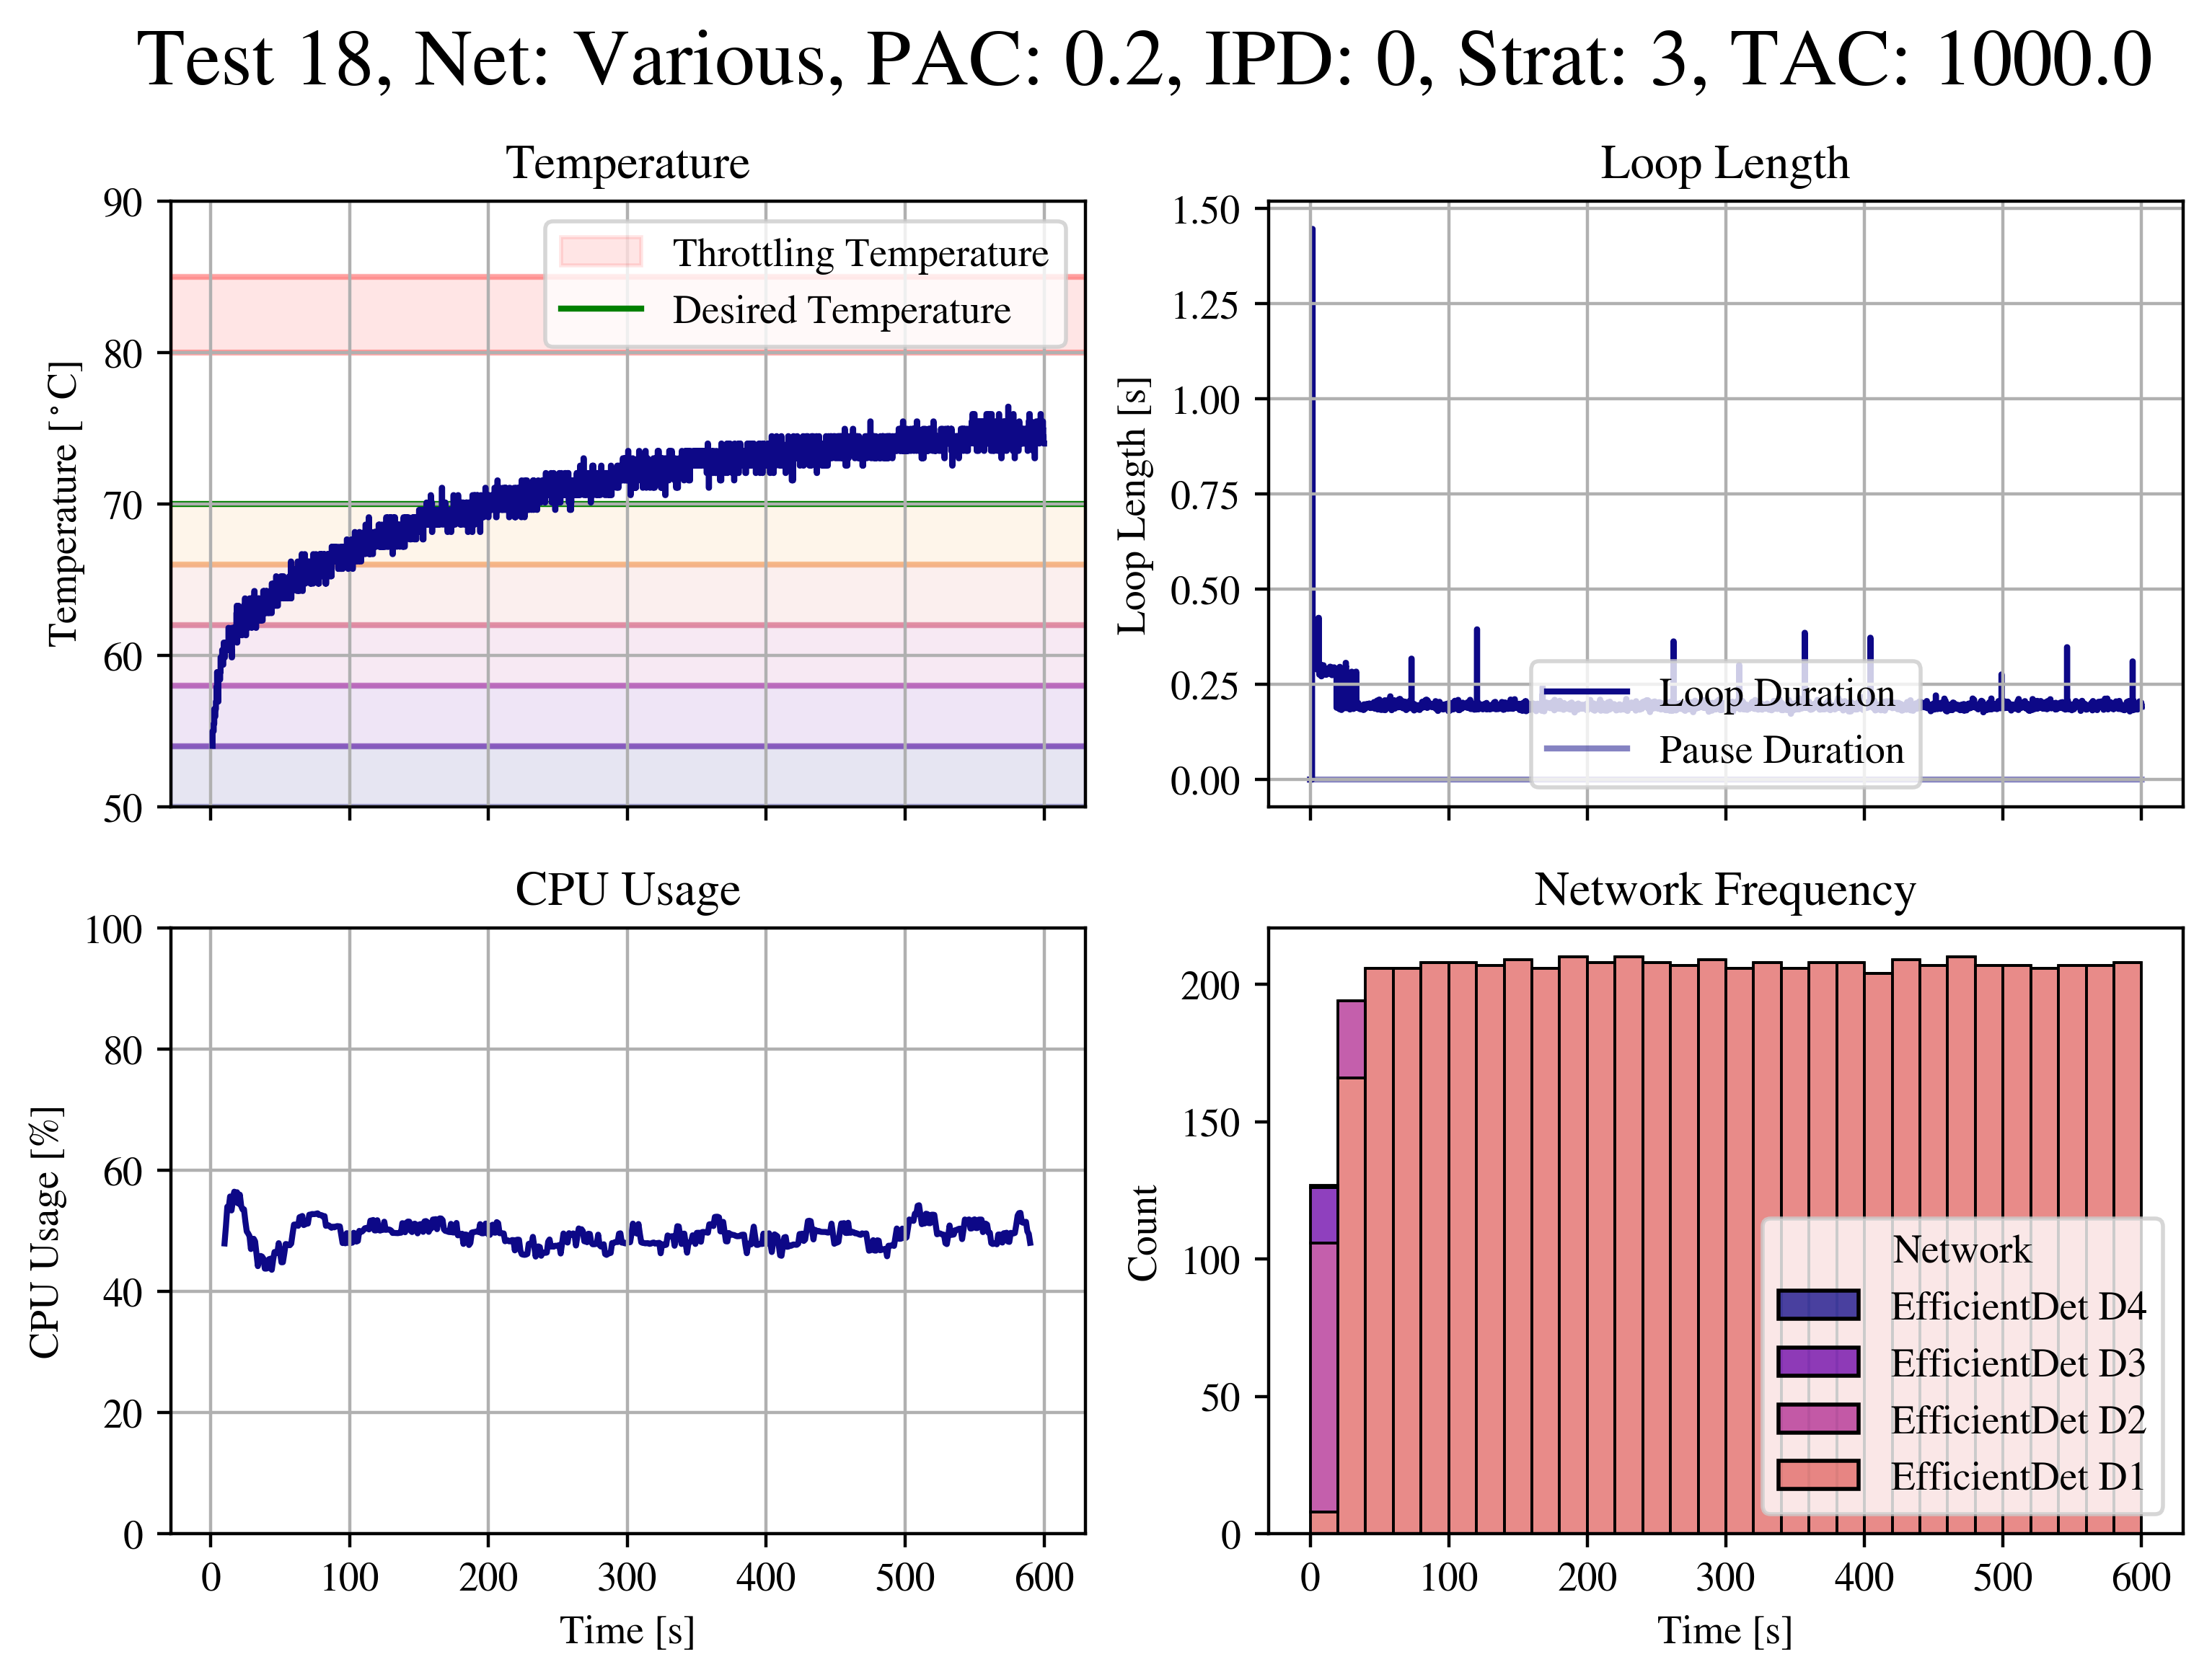 Test 18, Net: Various, PAC: 0.2, IPD: 0, Strat: 3, TAC: 1000.0
Temperature
90
80
70
60
50
Temperature [°C]
Throttling Temperature
Desired Temperature
Loop Length
1.50
1.25
1.00
0.75
0.50
0.25
0.00
Loop Length [s]
Loop Duration
Pause Duration
CPU Usage
100
80
60
40
20
0
CPU Usage [%]
0 100 200 300 400 500 600
Time [s]
Network Frequency
200
150
100
50
0
Count
Network
EfficientDet D4
EfficientDet D3
EfficientDet D2
EfficientDet D1
0 100 200 300 400 500 600
Time [s]